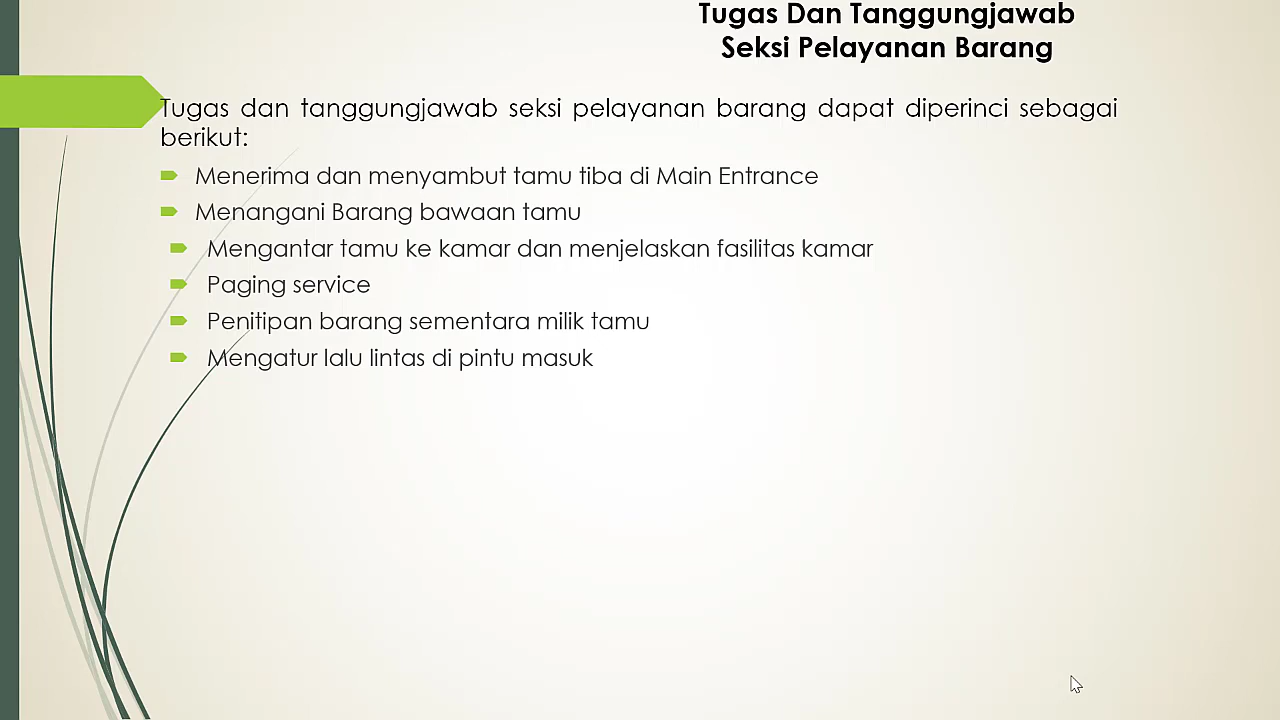 Tugas Dan Tanggungjawab
Seksi Pelayanan Barang
Tugas dan tanggungjawab seksi pelayanan barang dapat diperinci sebagai
berikut:
Menerima dan menyambut tamu tiba di Main Entrance
Menangani Barang bawaan tamu
Mengantar tamu ke kamar dan menjelaskan fasilitas kamar
Paging service
Penitipan barang sementara milik tamu
Mengatur lalu lintas di pintu masuk